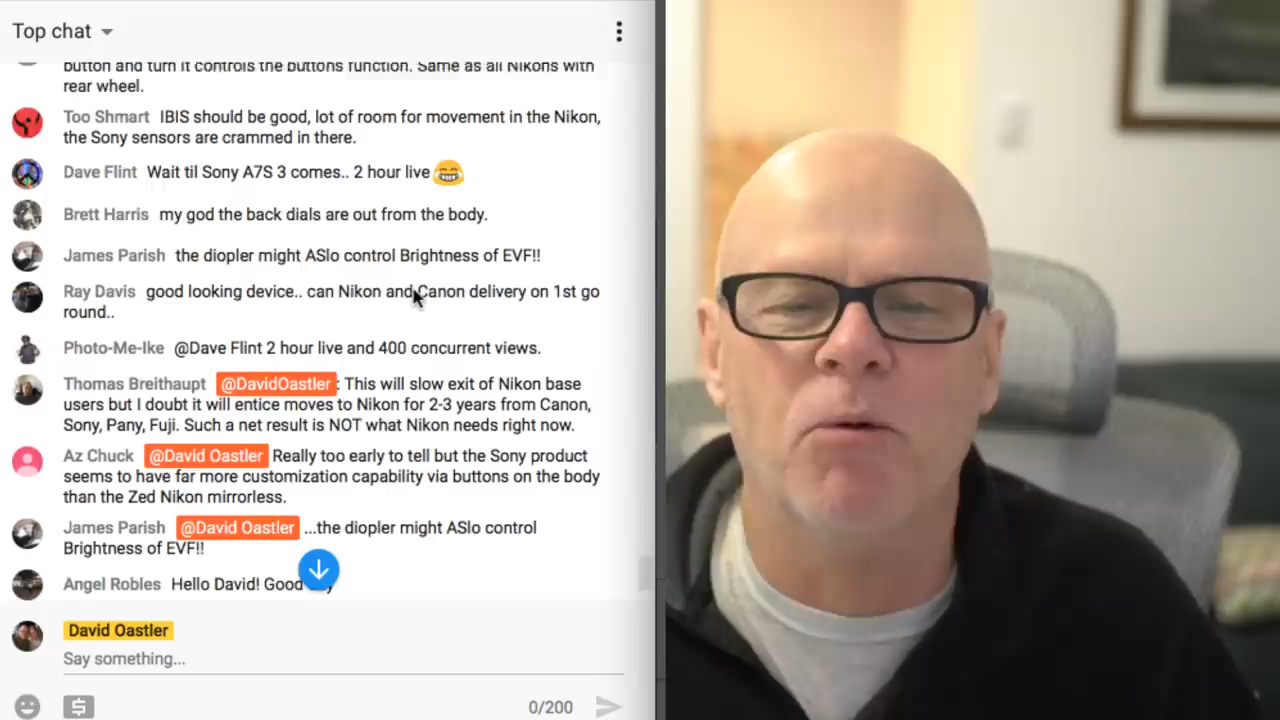 Top chat
button and turn it controls the buttons function. Same as all Nikons with
rear wheel.
Too Shmart IBIS should be good, lot of room for movement in the Nikon,
the Sony sensors are crammed in there.
Dave Flint Wait til Sony A7S 3 comes.. 2 hour live 😂
Brett Harris my god the back dials are out from the body.
James Parish the diopler might ASlo control Brightness of EVF!!
Ray Davis good looking device.. can Nikon and Canon delivery on 1st go
round..
Photo-Me-Ike @Dave Flint 2 hour live and 400 concurrent views.
Thomas Breithaupt @DavidOastler: This will slow exit of Nikon base
users but I doubt it will entice moves to Nikon for 2-3 years from Canon,
Sony, Pany, Fuji. Such a net result is NOT what Nikon needs right now.
Az Chuck @David Oastler Really too early to tell but the Sony product
seems to have far more customization capability via buttons on the body
than the Zed Nikon mirrorless.
James Parish @David Oastler ...the diopler might ASlo control
Brightness of EVF!!
Angel Robles Hello David! Good
David Oastler
Say something...
0/200